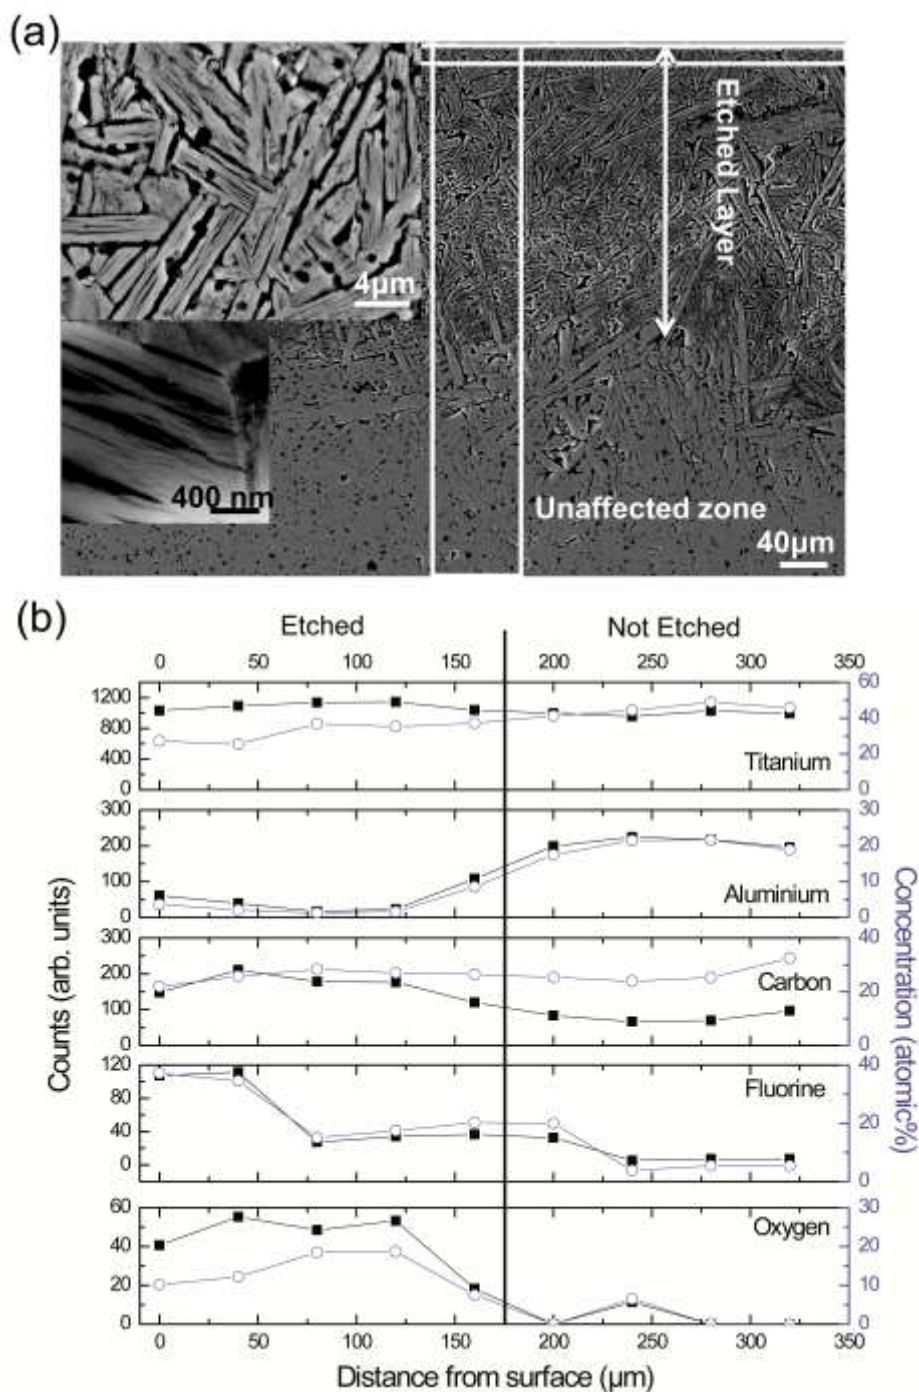 (a)
Etched Layer
4μm
400 nm
Unaffected zone
40μm
(b)
Etched
Not Etched
0 50 100 150 200 250 300 350
1200
800
400
0
60
40
20
0
Titanium
300
200
100
0
30
20
10
0
Aluminium
300
200
100
0
40
20
0
Carbon
120
80
40
0
40
20
0
Fluorine
60
40
20
0
30
20
10
0
Oxygen
0 50 100 150 200 250 300 350
Distance from surface (μm)
Counts (arb. units)
Concentration (atomic%)